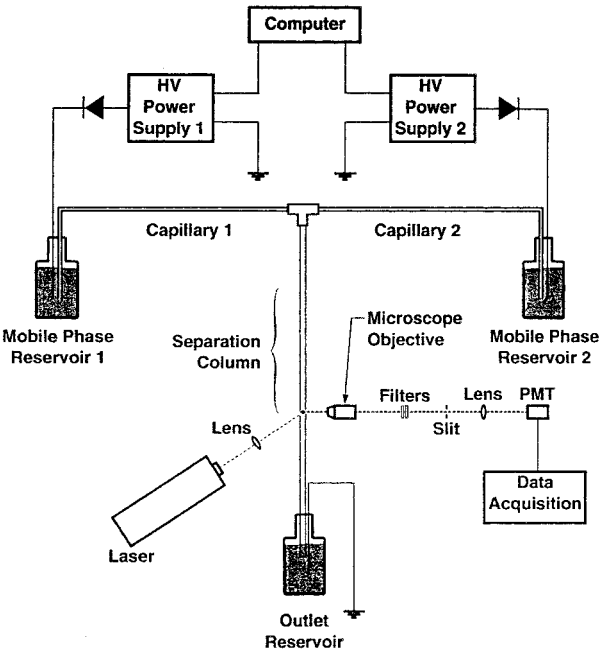 Computer
HV
Power
Supply 1
HV
Power
Supply 2
Capillary 1
Capillary 2
Mobile Phase
Reservoir 1
Mobile Phase
Reservoir 2
Separation
Column
Microscope
Objective
Filters
Lens
PMT
Slit
Lens
Data
Acquisition
Laser
Outlet
Reservoir